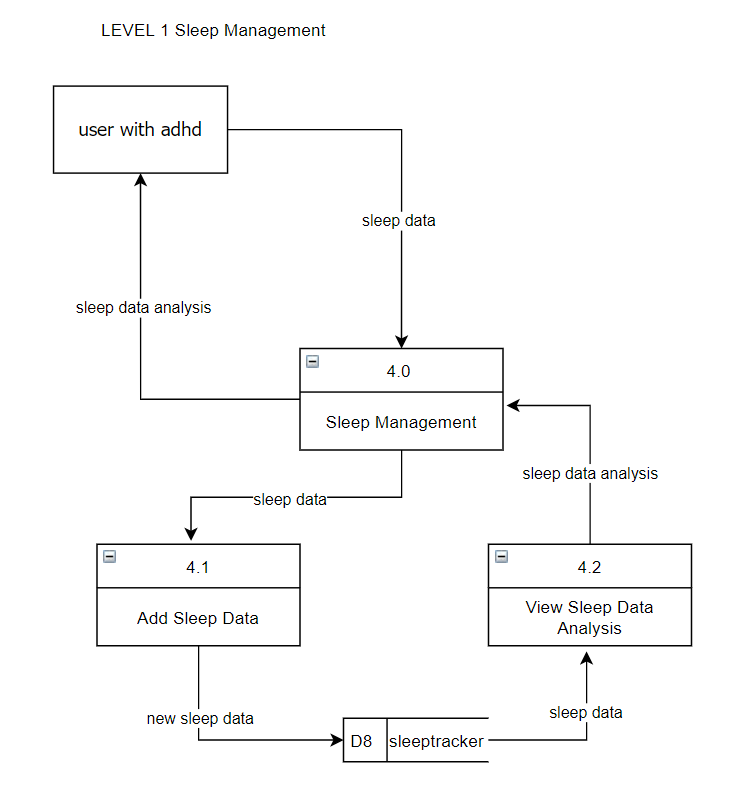 LEVEL 1 Sleep Management
user with adhd
sleep data
sleep data analysis
4.0
Sleep Management
sleep data analysis
sleep data
4.1
Add Sleep Data
4.2
View Sleep Data
Analysis
new sleep data
sleep data
D8 sleeptracker